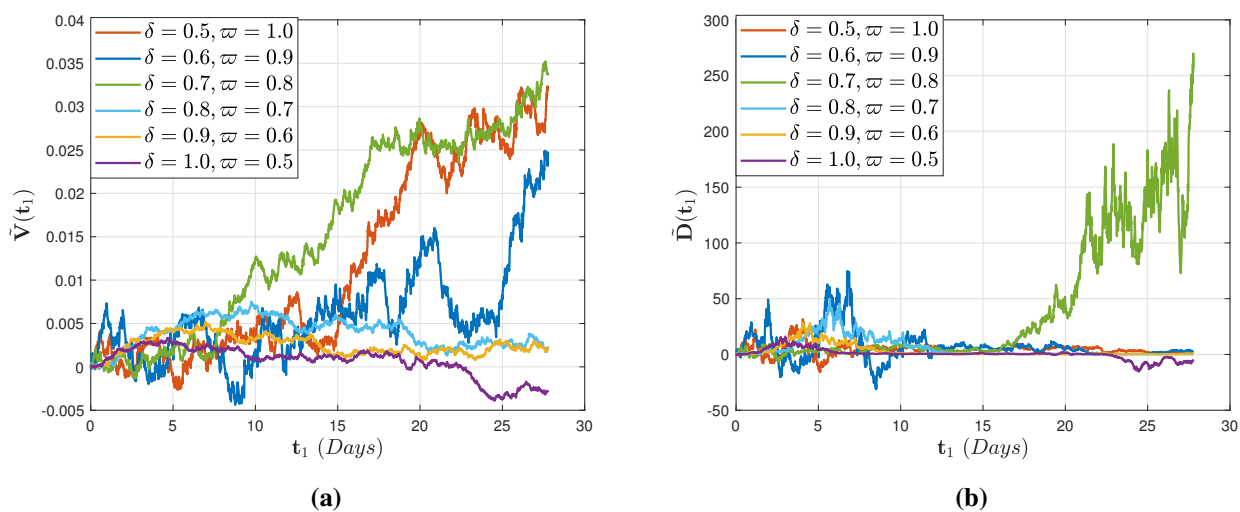 0.04
0.035
0.03
0.025
0.02
0.015
0.01
0.005
0
-0.005
Ṽ(t₁)
δ = 0.5, ϖ = 1.0
δ = 0.6, ϖ = 0.9
δ = 0.7, ϖ = 0.8
δ = 0.8, ϖ = 0.7
δ = 0.9, ϖ = 0.6
δ = 1.0, ϖ = 0.5
0 5 10 15 20 25 30
t₁ (Days)
(a)
300
250
200
150
100
50
0
-50
D̃(t₁)
δ = 0.5, ϖ = 1.0
δ = 0.6, ϖ = 0.9
δ = 0.7, ϖ = 0.8
δ = 0.8, ϖ = 0.7
δ = 0.9, ϖ = 0.6
δ = 1.0, ϖ = 0.5
0 5 10 15 20 25 30
t₁ (Days)
(b)